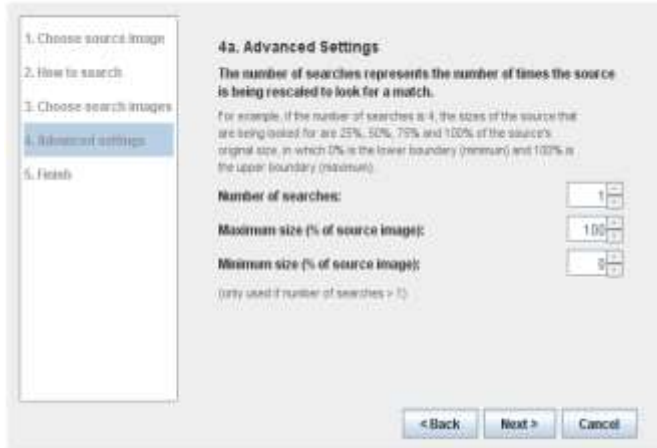 1. Choose source image
2. How to search
3. Choose search images
4. Advanced settings
5. Finish
4a. Advanced Settings
The number of searches represents the number of times the source
is being rescaled to look for a match.
For example, if the number of searches is 4, the sizes of the source that
are being looked for are 25%, 50%, 75% and 100% of the source's
original size, in which 0% is the lower boundary (minimum) and 100% is
the upper boundary (maximum).
Number of searches:
1
Maximum size (% of source image):
100
Minimum size (% of source image):
0
(only used if number of searches > 1)
< Back
Next >
Cancel